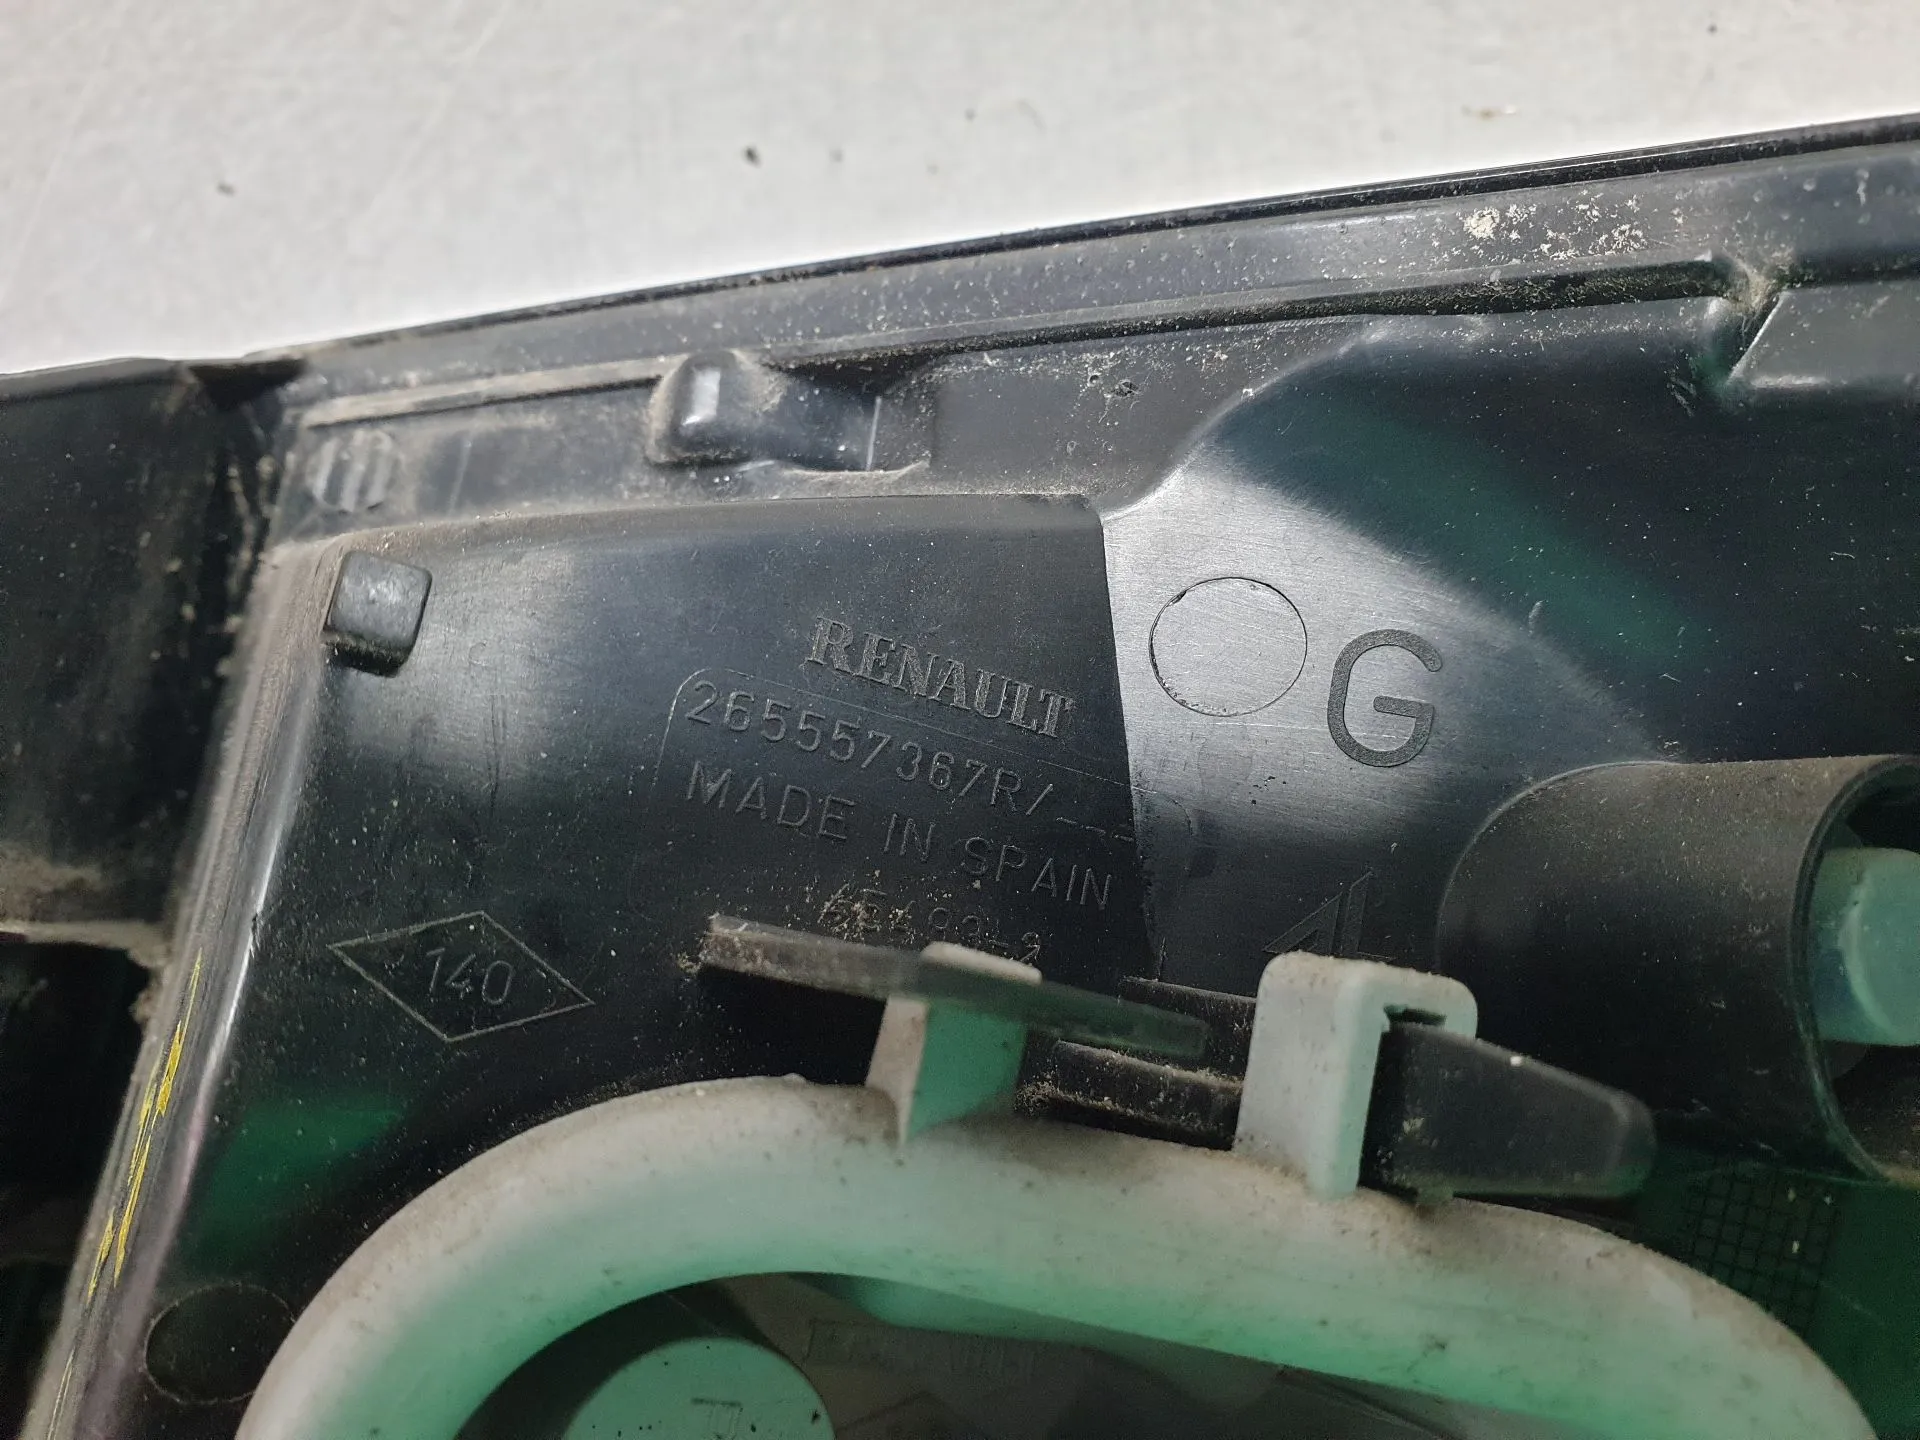 RENAULT
265557367R/---
MADE IN SPAIN
G
140